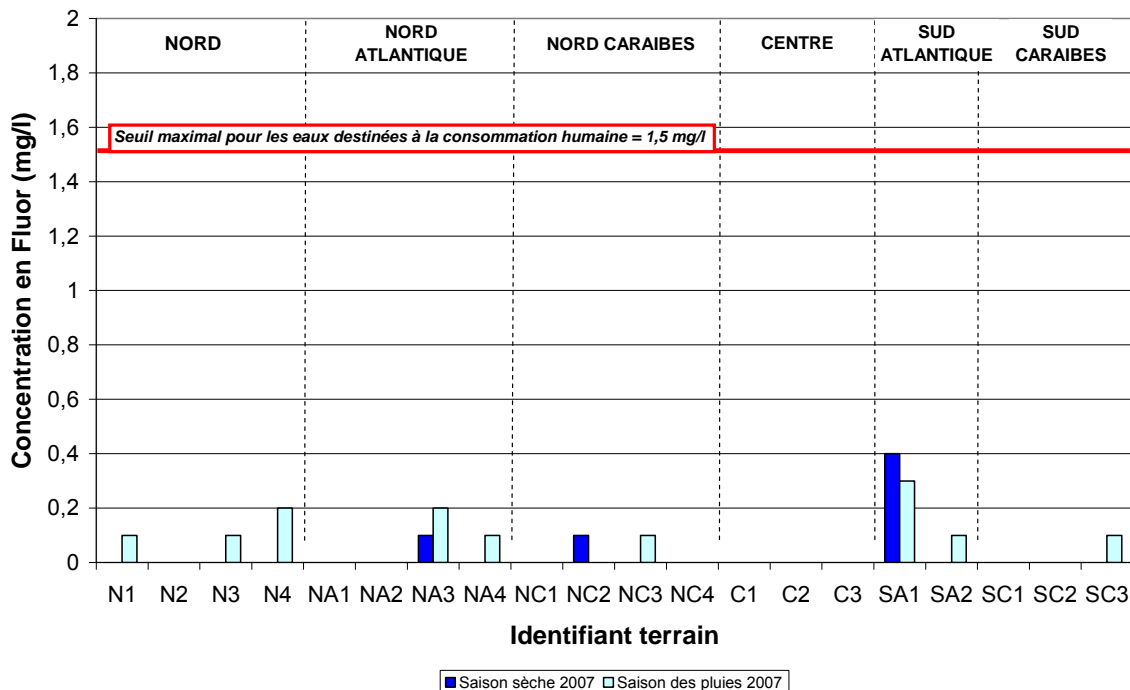 Concentration en Fluor (mg/l)
2
1,8
1,6
1,4
1,2
1
0,8
0,6
0,4
0,2
0
NORD
NORD
ATLANTIQUE
NORD CARAIBES
CENTRE
SUD
ATLANTIQUE
SUD
CARAIBES
Seuil maximal pour les eaux destinées à la consommation humaine = 1,5 mg/l
N1 N2 N3 N4 NA1 NA2 NA3 NA4 NC1 NC2 NC3 NC4 C1 C2 C3 SA1 SA2 SC1 SC2 SC3
Identifiant terrain
Saison sèche 2007 Saison des pluies 2007